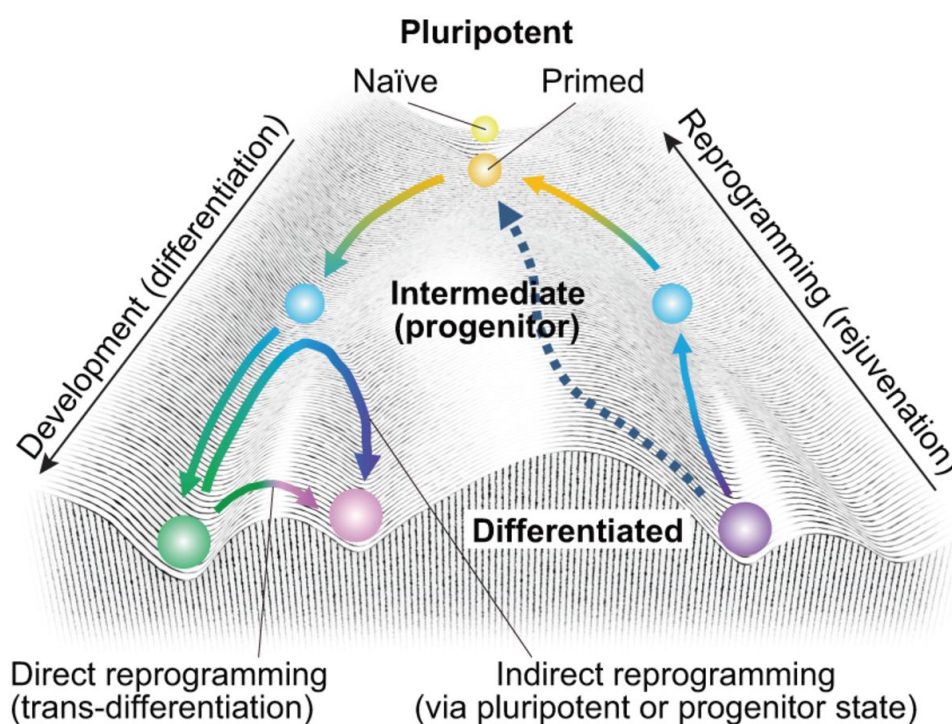 Pluripotent
Naïve
Primed
Development (differentiation)
Reprogramming (rejuvenation)
Intermediate
(progenitor)
Differentiated
Direct reprogramming
(trans-differentiation)
Indirect reprogramming
(via pluripotent or progenitor state)